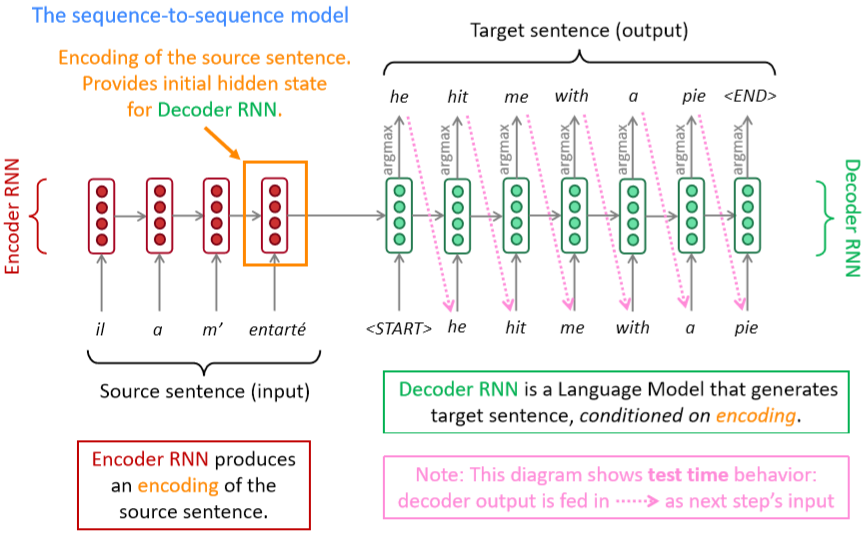 The sequence-to-sequence model
Encoding of the source sentence.
Provides initial hidden state
for Decoder RNN.
Target sentence (output)
he hit me with a pie <END>
argmax argmax argmax argmax argmax argmax argmax
Encoder RNN
Decoder RNN
il a m’ entarté
<START> he hit me with a pie
Source sentence (input)
Encoder RNN produces
an encoding of the
source sentence.
Decoder RNN is a Language Model that generates
target sentence, conditioned on encoding.
Note: This diagram shows test time behavior:
decoder output is fed in as next step’s input